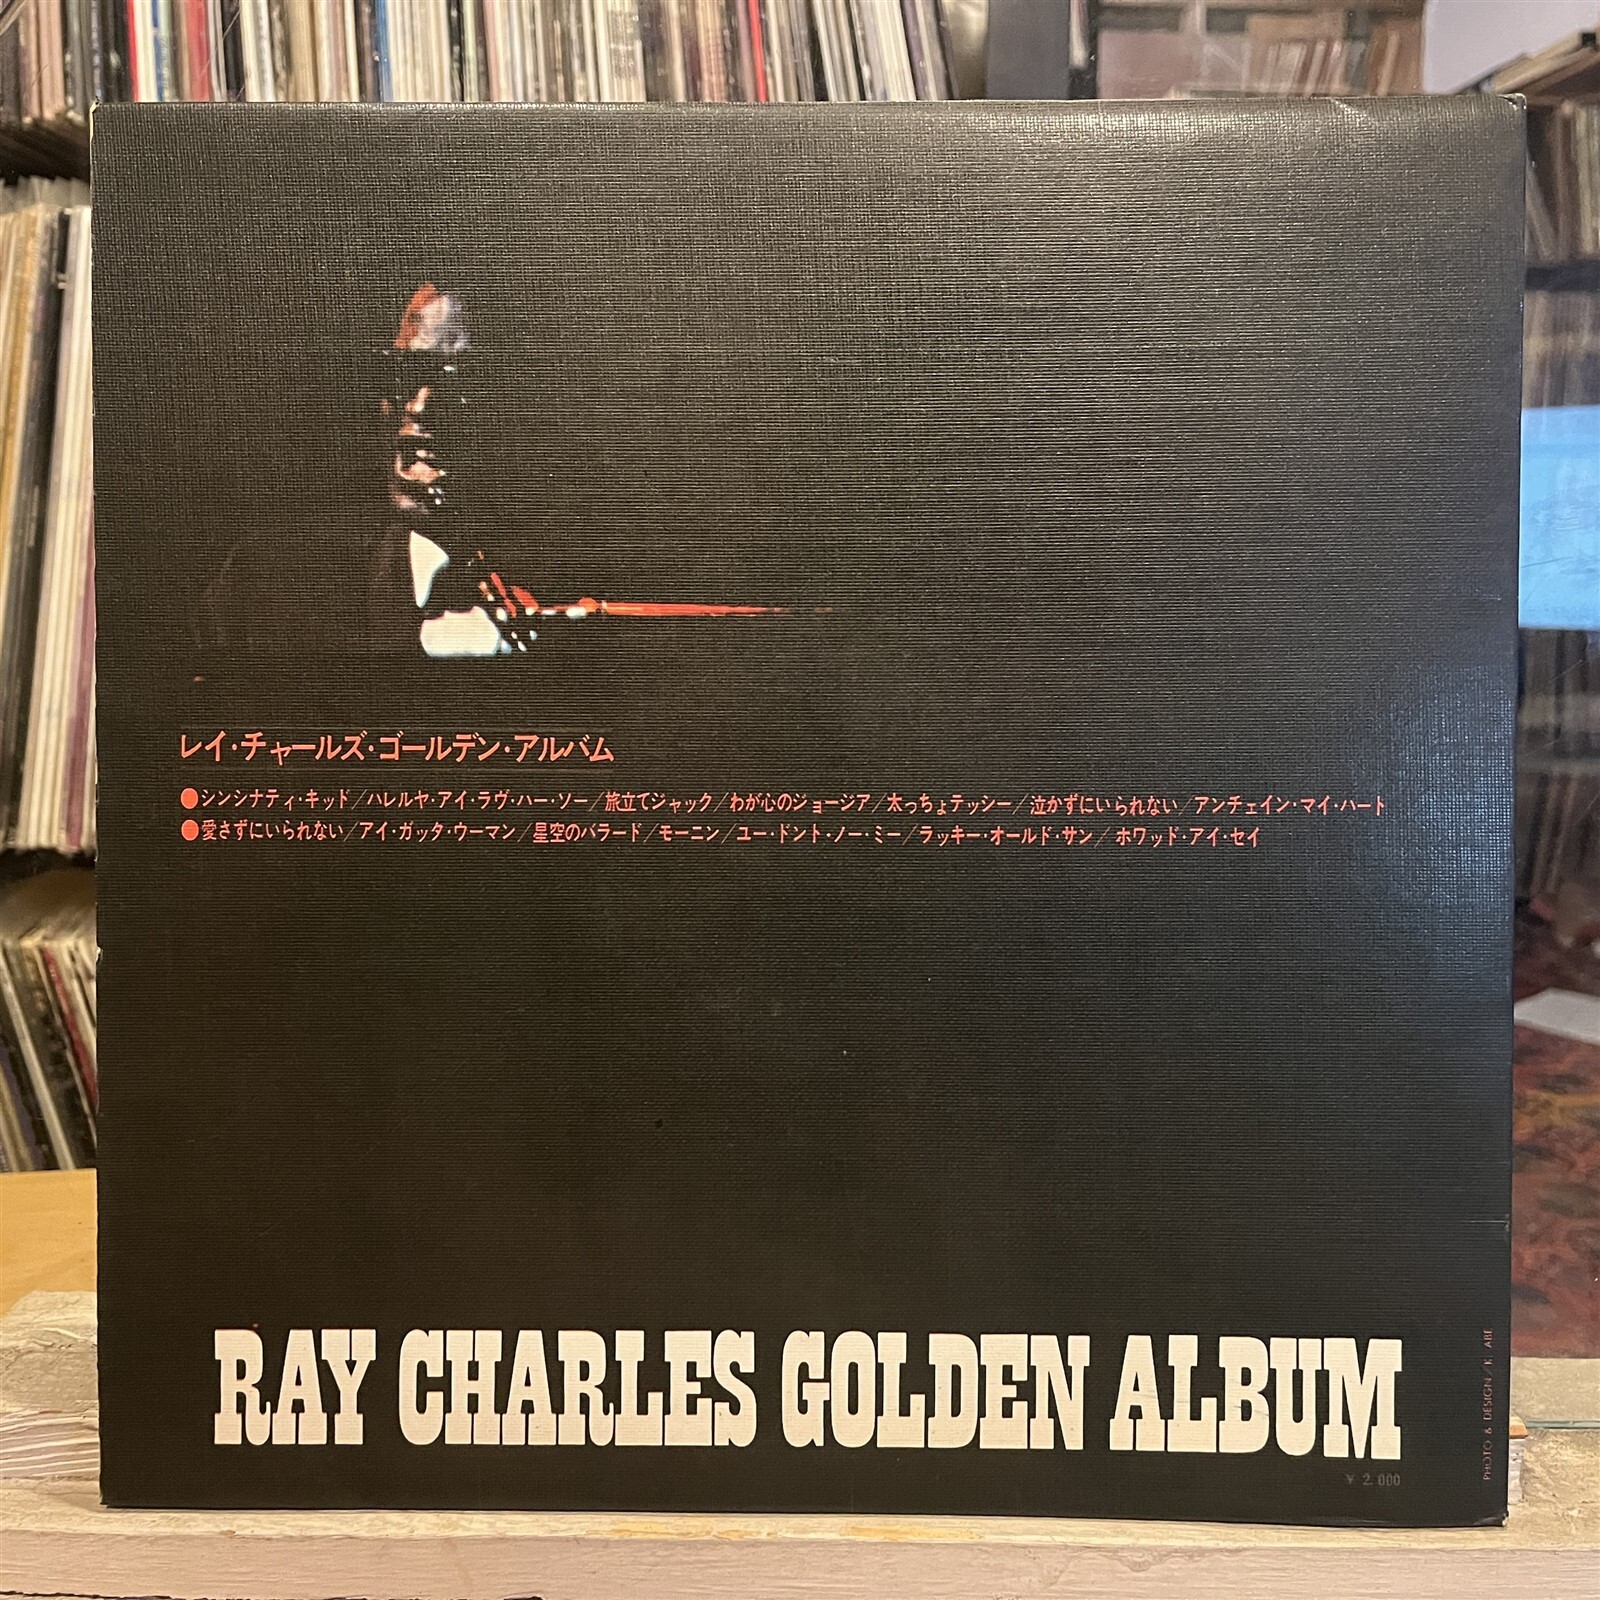 レイ・チャールズ・ゴールデン・アルバム
●シンシナティ・キッド／ハレルヤ・アイ・ラヴ・ハー・ソー／旅立てジャック／わが心のジョージア／太っちょテッシー／泣かずにいられない／アンチェイン・マイ・ハート
●愛さずにいられない／アイ・ガッタ・ウーマン／星空のバラード／モーニン／ユー・ドント・ノー・ミー／ラッキー・オールド・サン／ホワッド・アイ・セイ
RAY CHARLES GOLDEN ALBUM
¥2,000
PHOTO & DESIGN / K. ABE